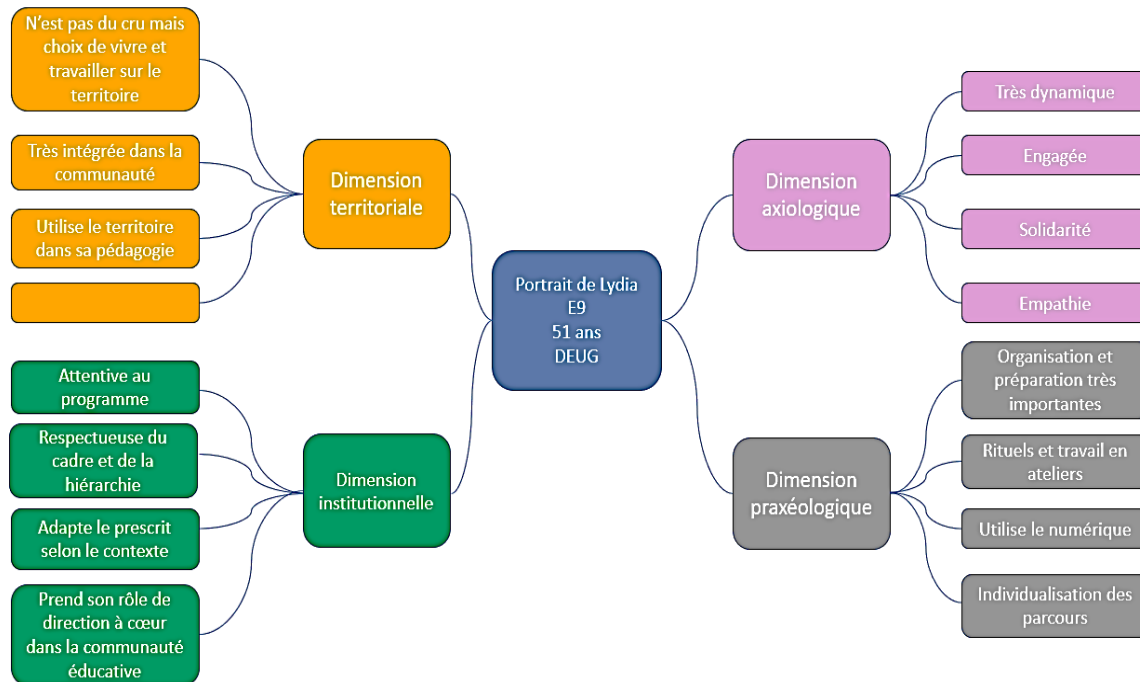 N'est pas du cru mais
choix de vivre et
travailler sur le
territoire
Très intégrée dans la
communauté
Utilise le territoire
dans sa pédagogie
Dimension
territoriale
Attentive au
programme
Respectueuse du
cadre et de la
hiérarchie
Adapte le prescrit
selon le contexte
Prend son rôle de
direction à cœur
dans la communauté
éducative
Dimension
institutionnelle
Portrait de Lydia
E9
51 ans
DEUG
Dimension
axiologique
Très dynamique
Engagée
Solidarité
Empathie
Dimension
praxéologique
Organisation et
préparation très
importantes
Rituels et travail en
ateliers
Utilise le numérique
Individualisation des
parcours